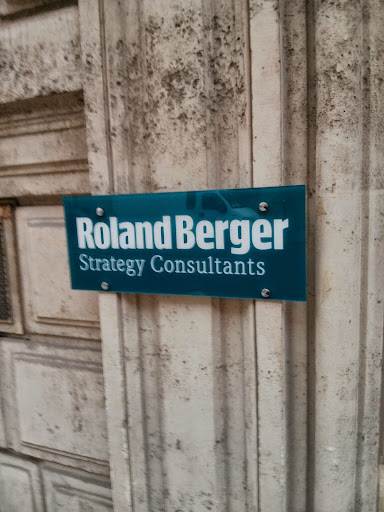 Roland Berger
Strategy Consultants